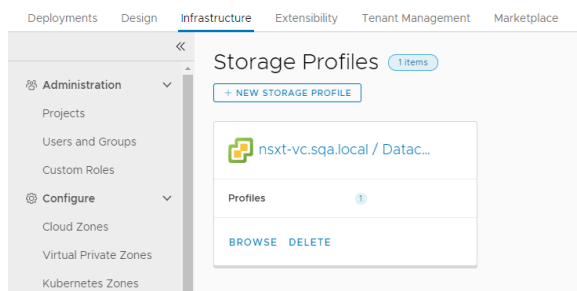 Deployments Design Infrastructure Extensibility Tenant Management Marketplace
Administration
Projects
Users and Groups
Custom Roles
Configure
Cloud Zones
Virtual Private Zones
Kubernetes Zones
Storage Profiles 1 items
+ NEW STORAGE PROFILE
nsxt-vc.sqa.local / Datac...
Profiles 1
BROWSE DELETE